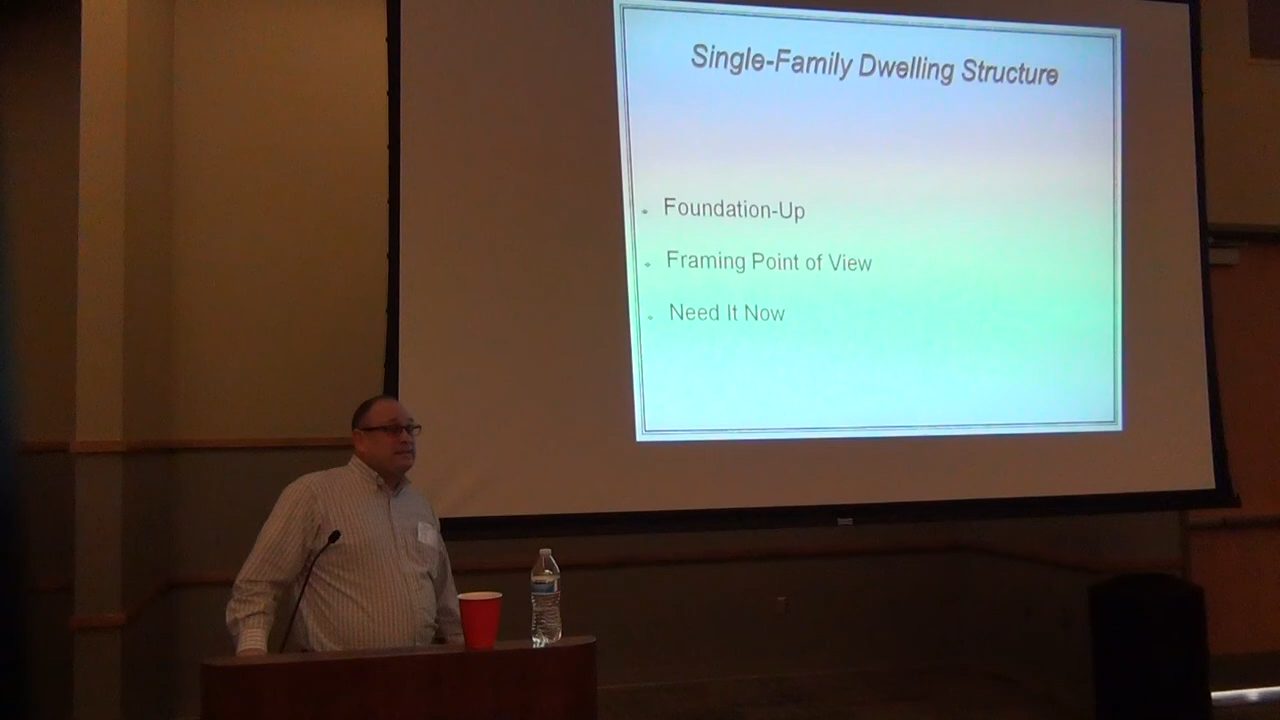 Single-Family Dwelling Structure
Foundation-Up
Framing Point of View
Need It Now